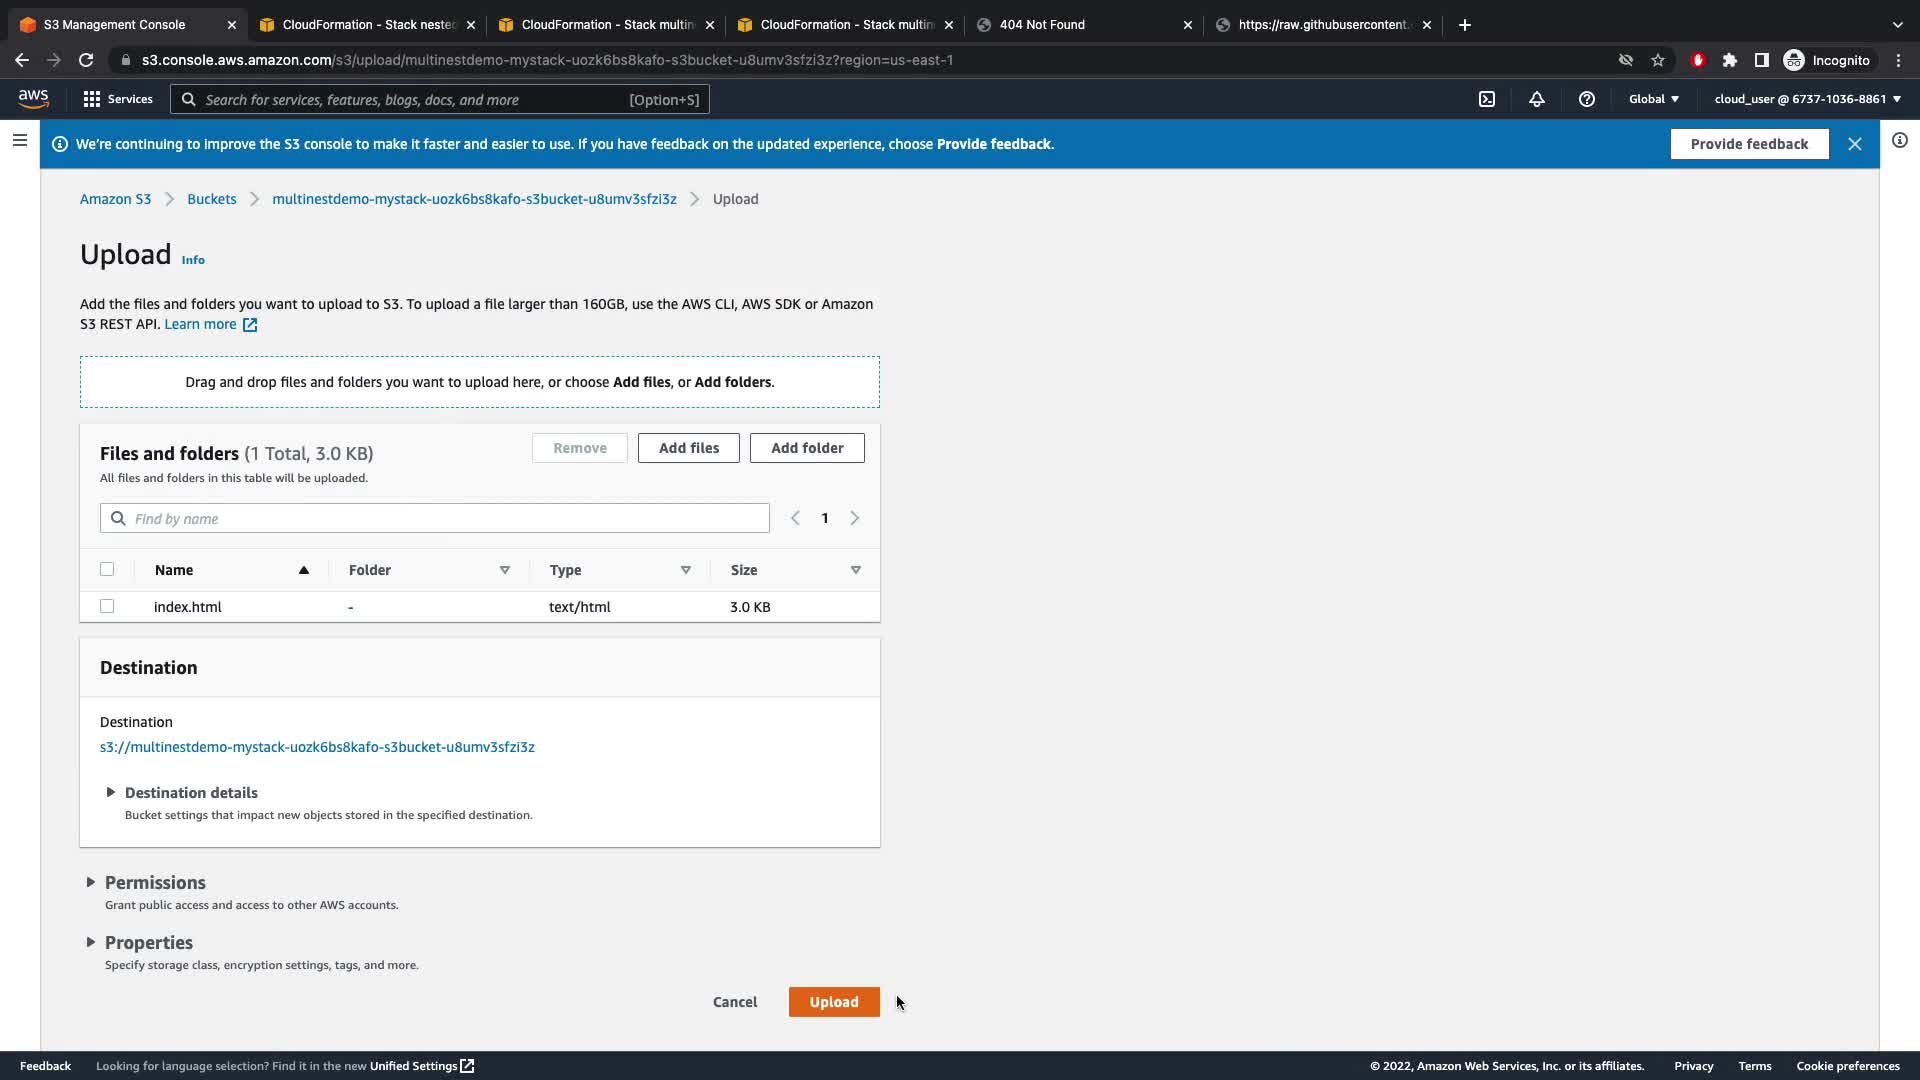 S3 Management Console
CloudFormation - Stack nested
CloudFormation - Stack multin
CloudFormation - Stack multin
404 Not Found
https://raw.githubusercontent.
s3.console.aws.amazon.com/s3/upload/multinestdemo-mystack-uozk6bs8kafo-s3bucket-u8umv3sfzi3z?region=us-east-1
Incognito
aws
Services
Search for services, features, blogs, docs, and more
[Option+S]
Global
cloud_user @ 6737-1036-8861
We're continuing to improve the S3 console to make it faster and easier to use. If you have feedback on the updated experience, choose Provide feedback.
Provide feedback
Amazon S3 > Buckets > multinestdemo-mystack-uozk6bs8kafo-s3bucket-u8umv3sfzi3z > Upload
Upload Info
Add the files and folders you want to upload to S3. To upload a file larger than 160GB, use the AWS CLI, AWS SDK or Amazon
S3 REST API. Learn more
Drag and drop files and folders you want to upload here, or choose Add files, or Add folders.
Files and folders (1 Total, 3.0 KB)
Remove
Add files
Add folder
All files and folders in this table will be uploaded.
Find by name
1
Name Folder Type Size
index.html - text/html 3.0 KB
Destination
Destination
s3://multinestdemo-mystack-uozk6bs8kafo-s3bucket-u8umv3sfzi3z
Destination details
Bucket settings that impact new objects stored in the specified destination.
Permissions
Grant public access and access to other AWS accounts.
Properties
Specify storage class, encryption settings, tags, and more.
Cancel
Upload
Feedback
Looking for language selection? Find it in the new Unified Settings
© 2022, Amazon Web Services, Inc. or its affiliates.
Privacy
Terms
Cookie preferences